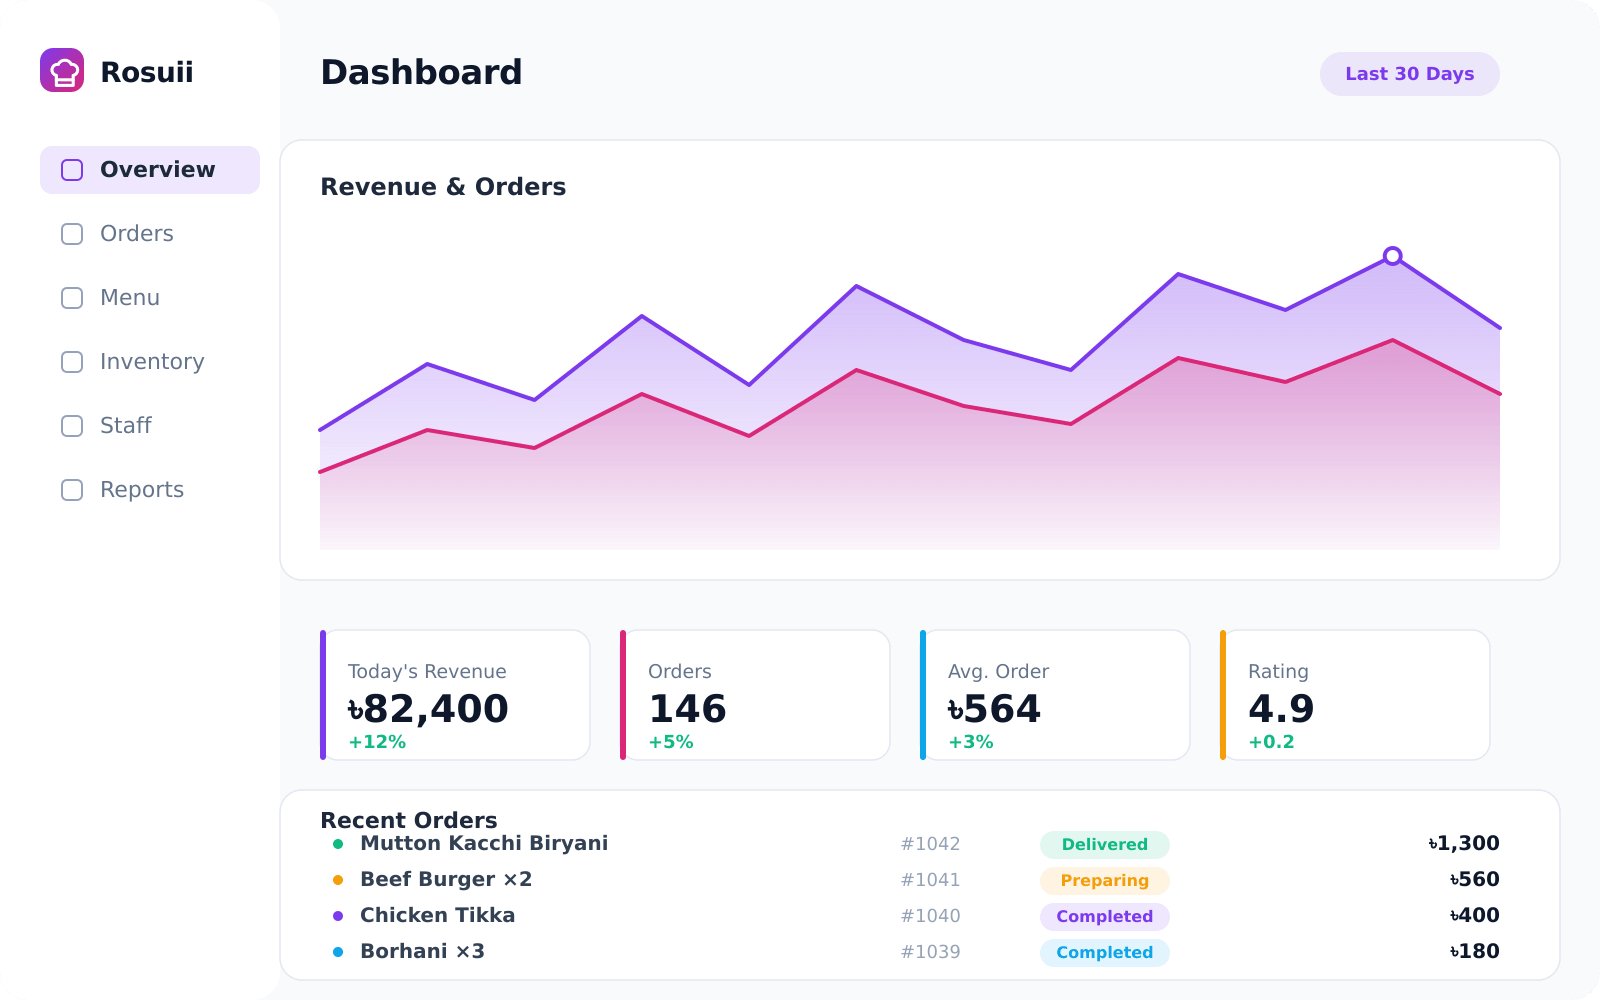 Rosuii
Overview
Orders
Menu
Inventory
Staff
Reports
Dashboard
Last 30 Days
Revenue & Orders
Today's Revenue
৳82,400
+12%
Orders
146
+5%
Avg. Order
৳564
+3%
Rating
4.9
+0.2
Recent Orders
Mutton Kacchi Biryani #1042 Delivered ৳1,300
Beef Burger ×2 #1041 Preparing ৳560
Chicken Tikka #1040 Completed ৳400
Borhani ×3 #1039 Completed ৳180